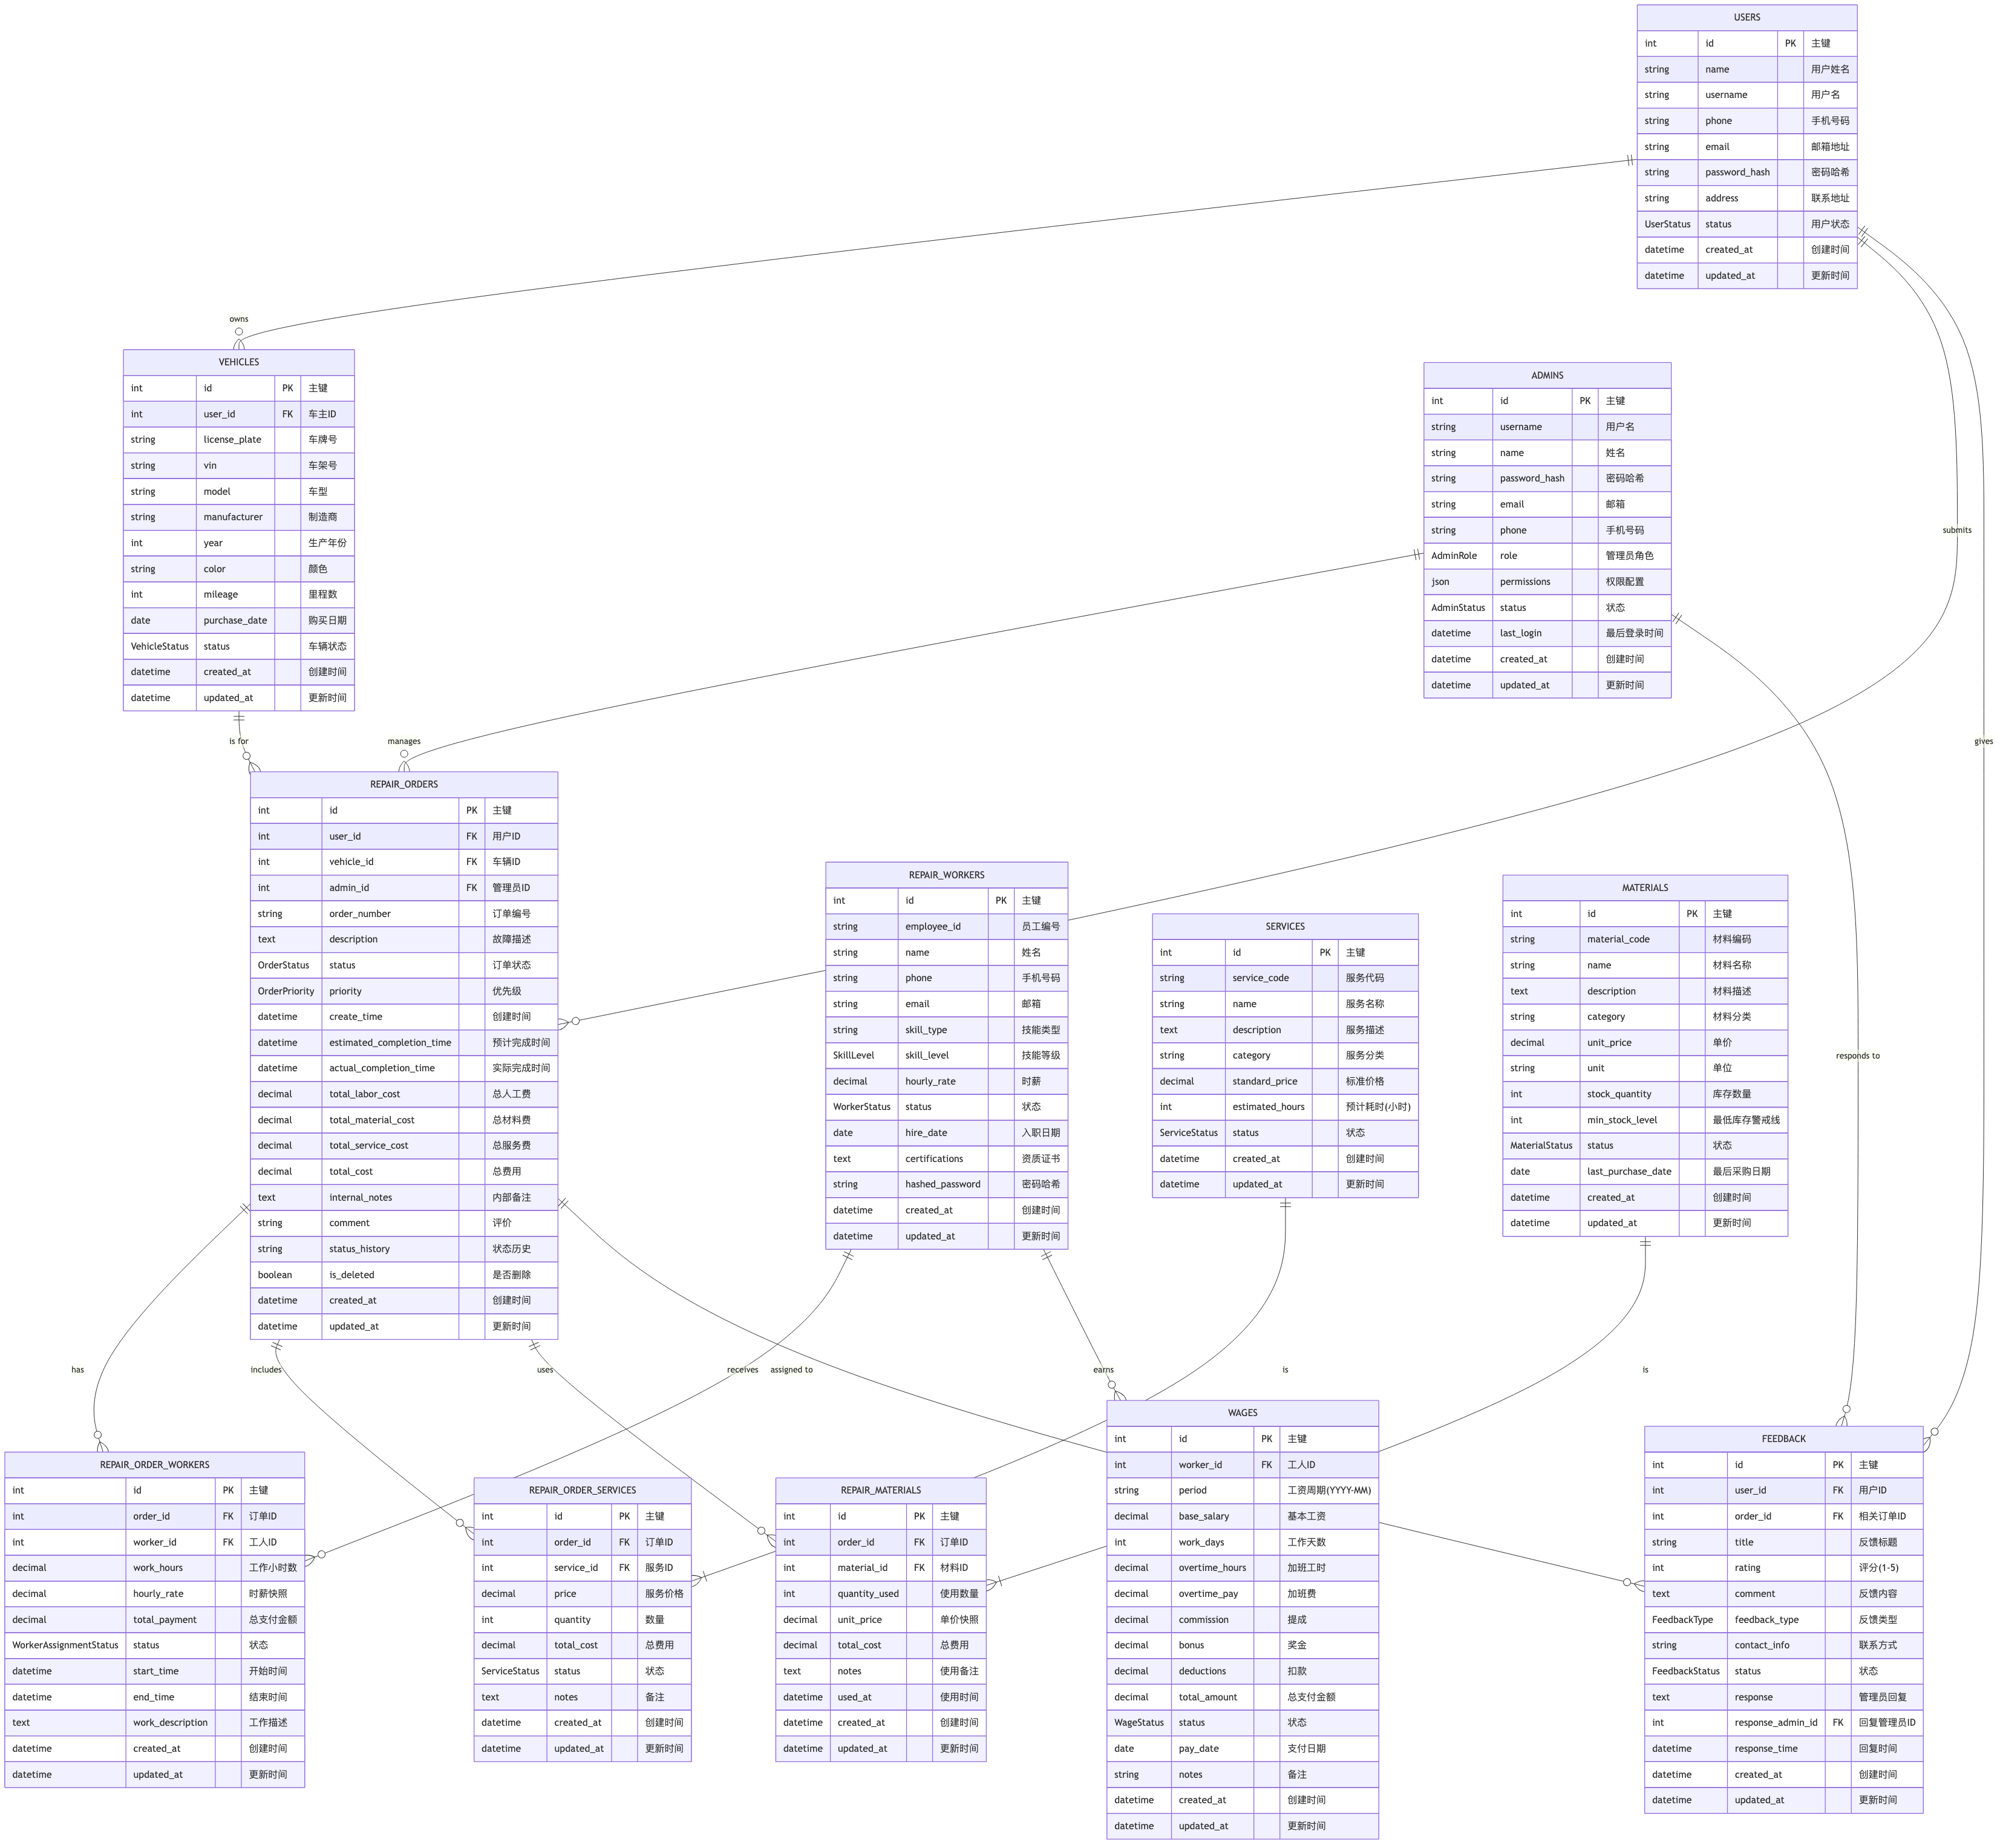 USERS
int id PK 主键
string name 用户姓名
string username 用户名
string phone 手机号码
string email 邮箱地址
string password_hash 密码哈希
string address 联系地址
UserStatus status 用户状态
datetime created_at 创建时间
datetime updated_at 更新时间
owns
VEHICLES
int id PK 主键
int user_id FK 车主ID
string license_plate 车牌号
string vin 车架号
string model 车型
string manufacturer 制造商
int year 生产年份
string color 颜色
int mileage 里程数
date purchase_date 购买日期
VehicleStatus status 车辆状态
datetime created_at 创建时间
datetime updated_at 更新时间
ADMINS
int id PK 主键
string username 用户名
string name 姓名
string password_hash 密码哈希
string email 邮箱
string phone 手机号码
AdminRole role 管理员角色
json permissions 权限配置
AdminStatus status 状态
datetime last_login 最后登录时间
datetime created_at 创建时间
datetime updated_at 更新时间
submits
is for
manages
gives
REPAIR_ORDERS
int id PK 主键
int user_id FK 用户ID
int vehicle_id FK 车辆ID
int admin_id FK 管理员ID
string order_number 订单编号
text description 故障描述
OrderStatus status 订单状态
OrderPriority priority 优先级
datetime create_time 创建时间
datetime estimated_completion_time 预计完成时间
datetime actual_completion_time 实际完成时间
decimal total_labor_cost 总人工费
decimal total_material_cost 总材料费
decimal total_service_cost 总服务费
decimal total_cost 总费用
text internal_notes 内部备注
string comment 评价
string status_history 状态历史
boolean is_deleted 是否删除
datetime created_at 创建时间
datetime updated_at 更新时间
REPAIR_WORKERS
int id PK 主键
string employee_id 员工编号
string name 姓名
string phone 手机号码
string email 邮箱
string skill_type 技能类型
SkillLevel skill_level 技能等级
decimal hourly_rate 时薪
WorkerStatus status 状态
date hire_date 入职日期
text certifications 资质证书
string hashed_password 密码哈希
datetime created_at 创建时间
datetime updated_at 更新时间
SERVICES
int id PK 主键
string service_code 服务代码
string name 服务名称
text description 服务描述
string category 服务分类
decimal standard_price 标准价格
int estimated_hours 预计耗时(小时)
ServiceStatus status 状态
datetime created_at 创建时间
datetime updated_at 更新时间
MATERIALS
int id PK 主键
string material_code 材料编码
string name 材料名称
text description 材料描述
string category 材料分类
decimal unit_price 单价
string unit 单位
int stock_quantity 库存数量
int min_stock_level 最低库存警戒线
MaterialStatus status 状态
date last_purchase_date 最后采购日期
datetime created_at 创建时间
datetime updated_at 更新时间
responds to
has
includes
uses
receives
assigned to
earns
is
is
REPAIR_ORDER_WORKERS
int id PK 主键
int order_id FK 订单ID
int worker_id FK 工人ID
decimal work_hours 工作小时数
decimal hourly_rate 时薪快照
decimal total_payment 总支付金额
WorkerAssignmentStatus status 状态
datetime start_time 开始时间
datetime end_time 结束时间
text work_description 工作描述
datetime created_at 创建时间
datetime updated_at 更新时间
REPAIR_ORDER_SERVICES
int id PK 主键
int order_id FK 订单ID
int service_id FK 服务ID
decimal price 服务价格
int quantity 数量
decimal total_cost 总费用
ServiceStatus status 状态
text notes 备注
datetime created_at 创建时间
datetime updated_at 更新时间
REPAIR_MATERIALS
int id PK 主键
int order_id FK 订单ID
int material_id FK 材料ID
int quantity_used 使用数量
decimal unit_price 单价快照
decimal total_cost 总费用
text notes 使用备注
datetime used_at 使用时间
datetime created_at 创建时间
datetime updated_at 更新时间
WAGES
int id PK 主键
int worker_id FK 工人ID
string period 工资周期(YYYY-MM)
decimal base_salary 基本工资
int work_days 工作天数
decimal overtime_hours 加班工时
decimal overtime_pay 加班费
decimal commission 提成
decimal bonus 奖金
decimal deductions 扣款
decimal total_amount 总支付金额
WageStatus status 状态
date pay_date 支付日期
string notes 备注
datetime created_at 创建时间
datetime updated_at 更新时间
FEEDBACK
int id PK 主键
int user_id FK 用户ID
int order_id FK 相关订单ID
string title 反馈标题
int rating 评分(1-5)
text comment 反馈内容
FeedbackType feedback_type 反馈类型
string contact_info 联系方式
FeedbackStatus status 状态
text response 管理员回复
int response_admin_id FK 回复管理员ID
datetime response_time 回复时间
datetime created_at 创建时间
datetime updated_at 更新时间